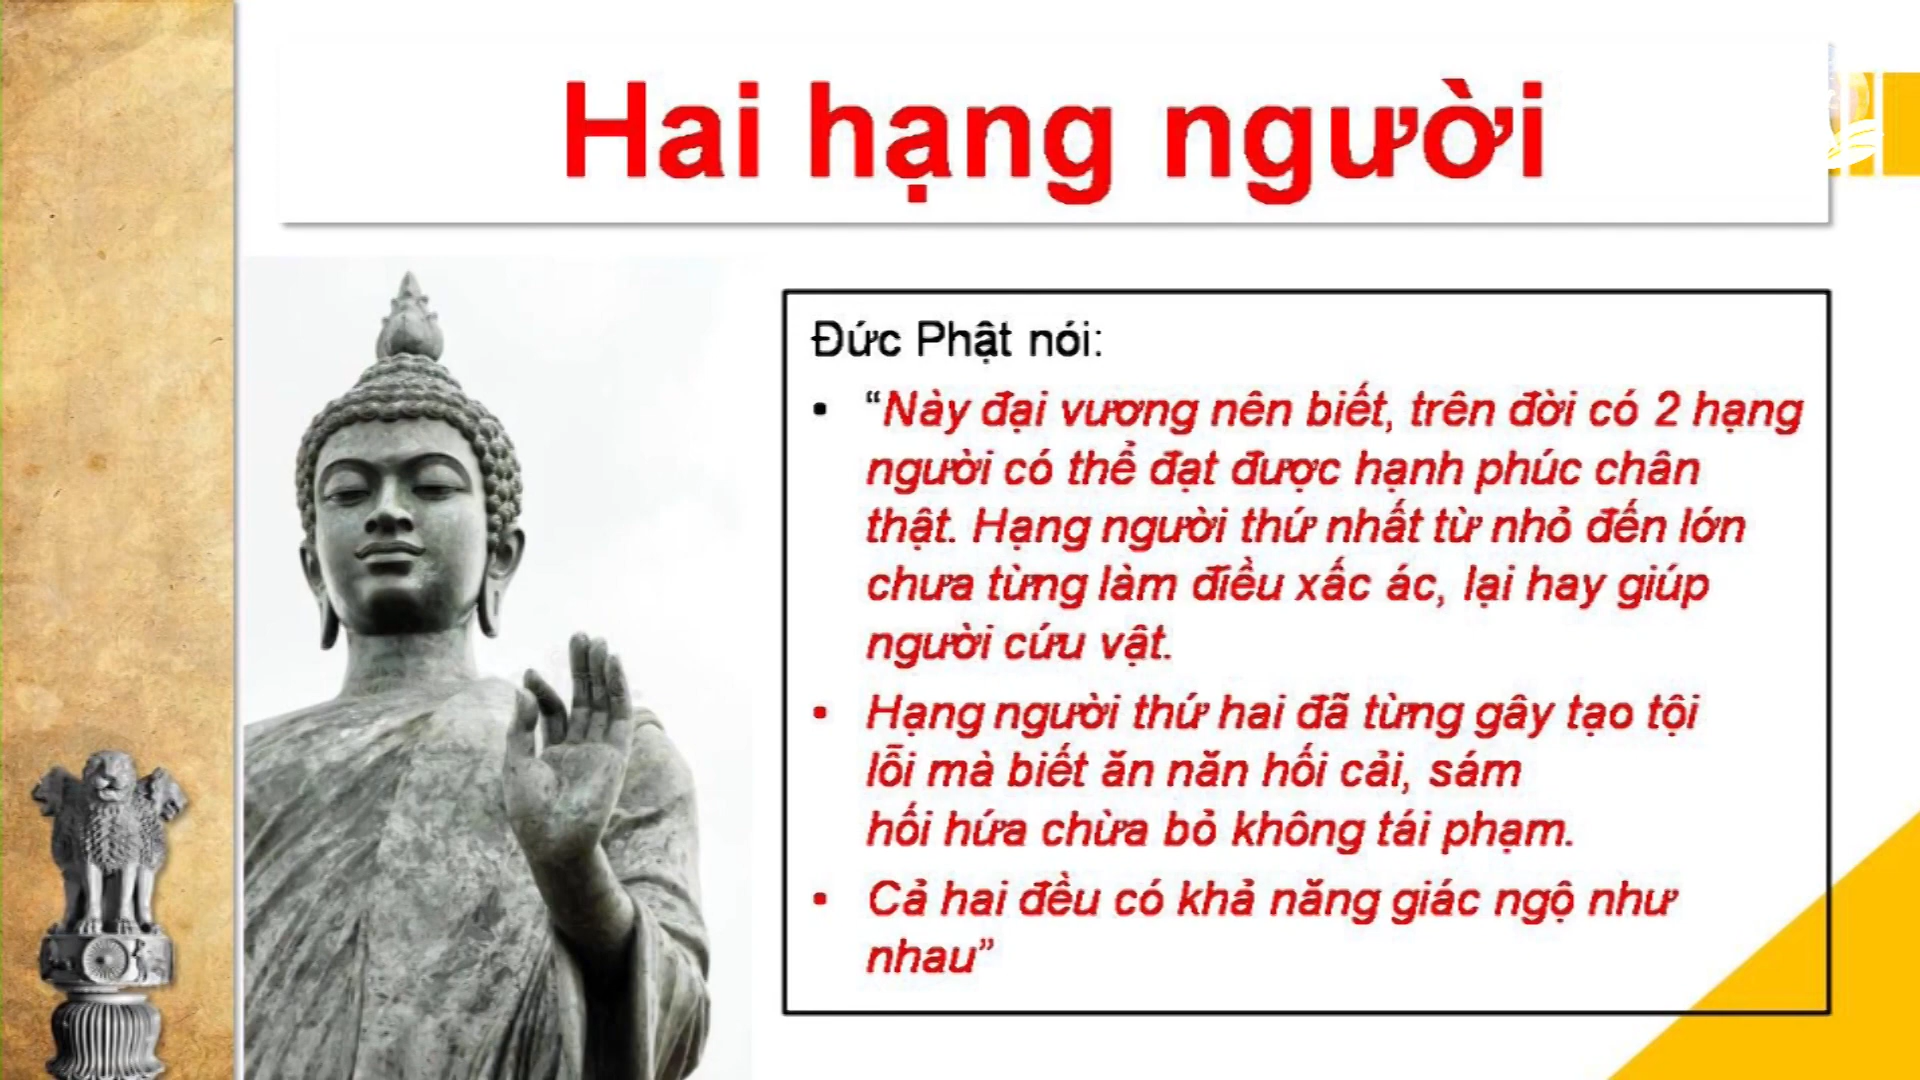 Hai hạng người
Đức Phật nói:
• “Này đại vương nên biết, trên đời có 2 hạng
người có thể đạt được hạnh phúc chân
thật. Hạng người thứ nhất từ nhỏ đến lớn
chưa từng làm điều xấc ác, lại hay giúp
người cứu vật.
• Hạng người thứ hai đã từng gây tạo tội
lỗi mà biết ăn năn hối cải, sám
hối hứa chừa bỏ không tái phạm.
• Cả hai đều có khả năng giác ngộ như
nhau”